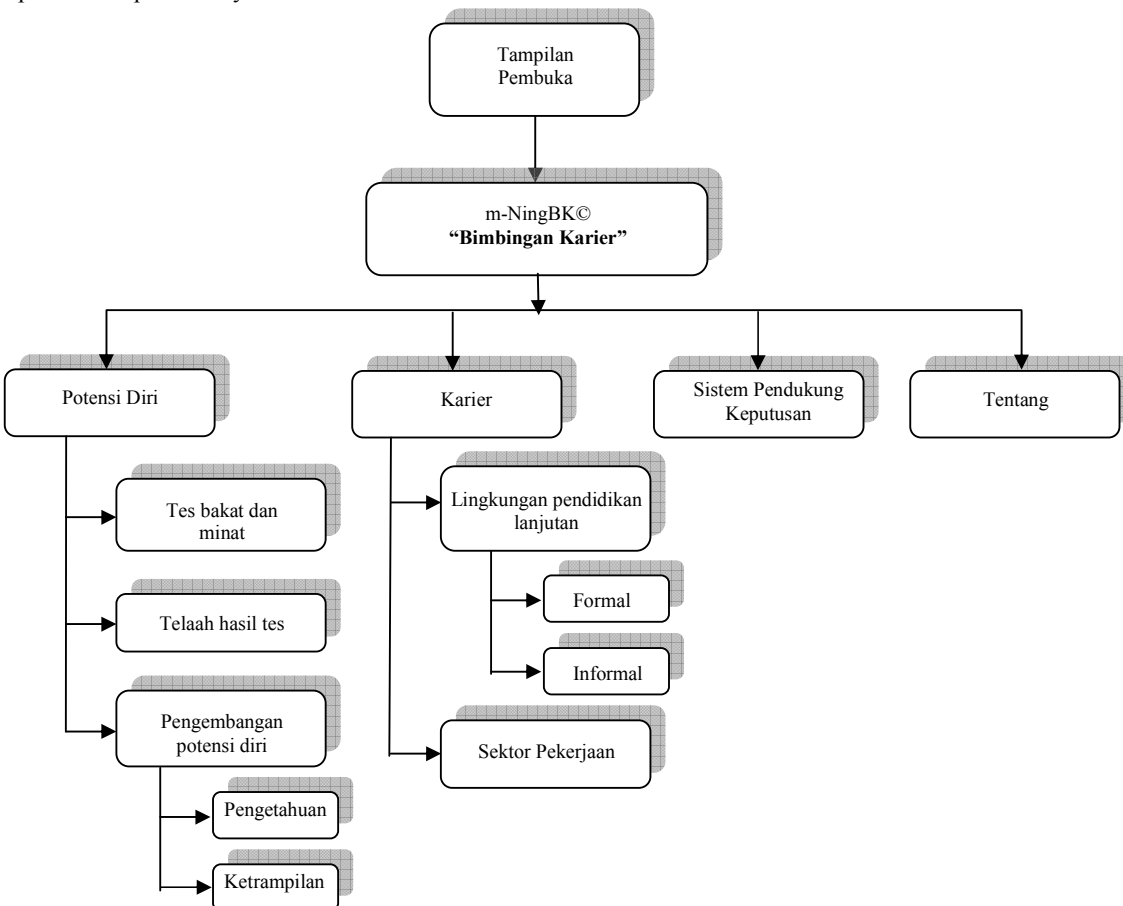 Tampilan
Pembuka
m-NingBK©
“Bimbingan Karier”
Potensi Diri
Karier
Sistem Pendukung
Keputusan
Tentang
Tes bakat dan
minat
Lingkungan pendidikan
lanjutan
Formal
Telaah hasil tes
Informal
Pengembangan
potensi diri
Sektor Pekerjaan
Pengetahuan
Ketrampilan